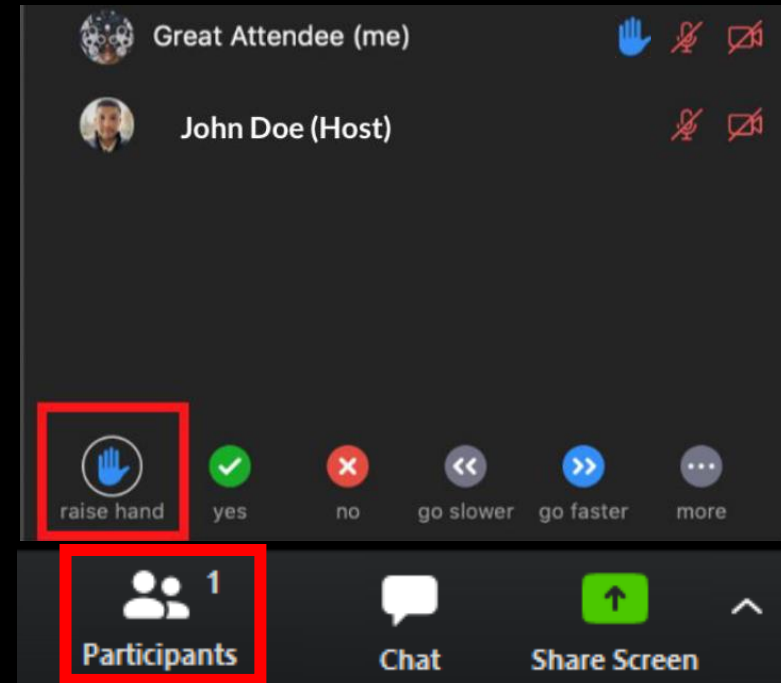 Great Attendee (me)
John Doe (Host)
raise hand yes no go slower go faster more
1
Participants Chat Share Screen